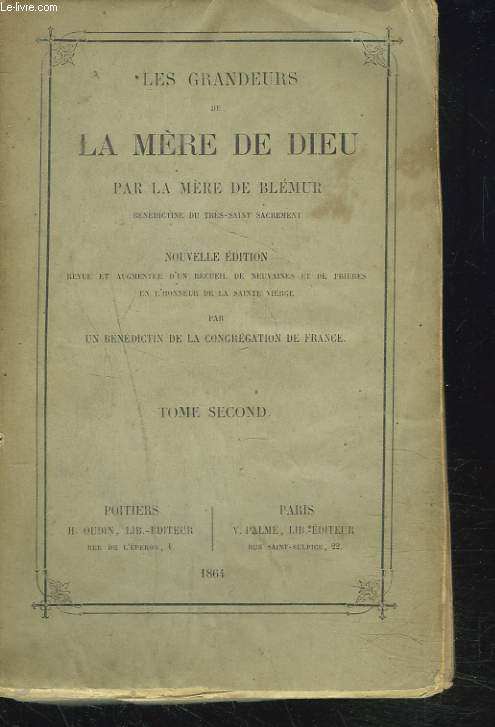 Le-livre.com
LES GRANDEURS
DE
LA MÈRE DE DIEU
PAR LA MÈRE DE BLÉMUR
BÉNÉDICTINE DU TRÈS-SAINT SACREMENT
NOUVELLE ÉDITION
REVUE ET AUGMENTÉE D'UN RECUEIL DE NEUVAINES ET DE PRIÈRES
EN L'HONNEUR DE LA SAINTE VIERGE
PAR
UN BÉNÉDICTIN DE LA CONGRÉGATION DE FRANCE.
TOME SECOND
POITIERS
H. OUDIN, LIB.-ÉDITEUR
RUE DE L'ÉPERON, 4.
PARIS
V. PALMÉ, LIB.-ÉDITEUR
RUE SAINT-SULPICE, 22.
1864